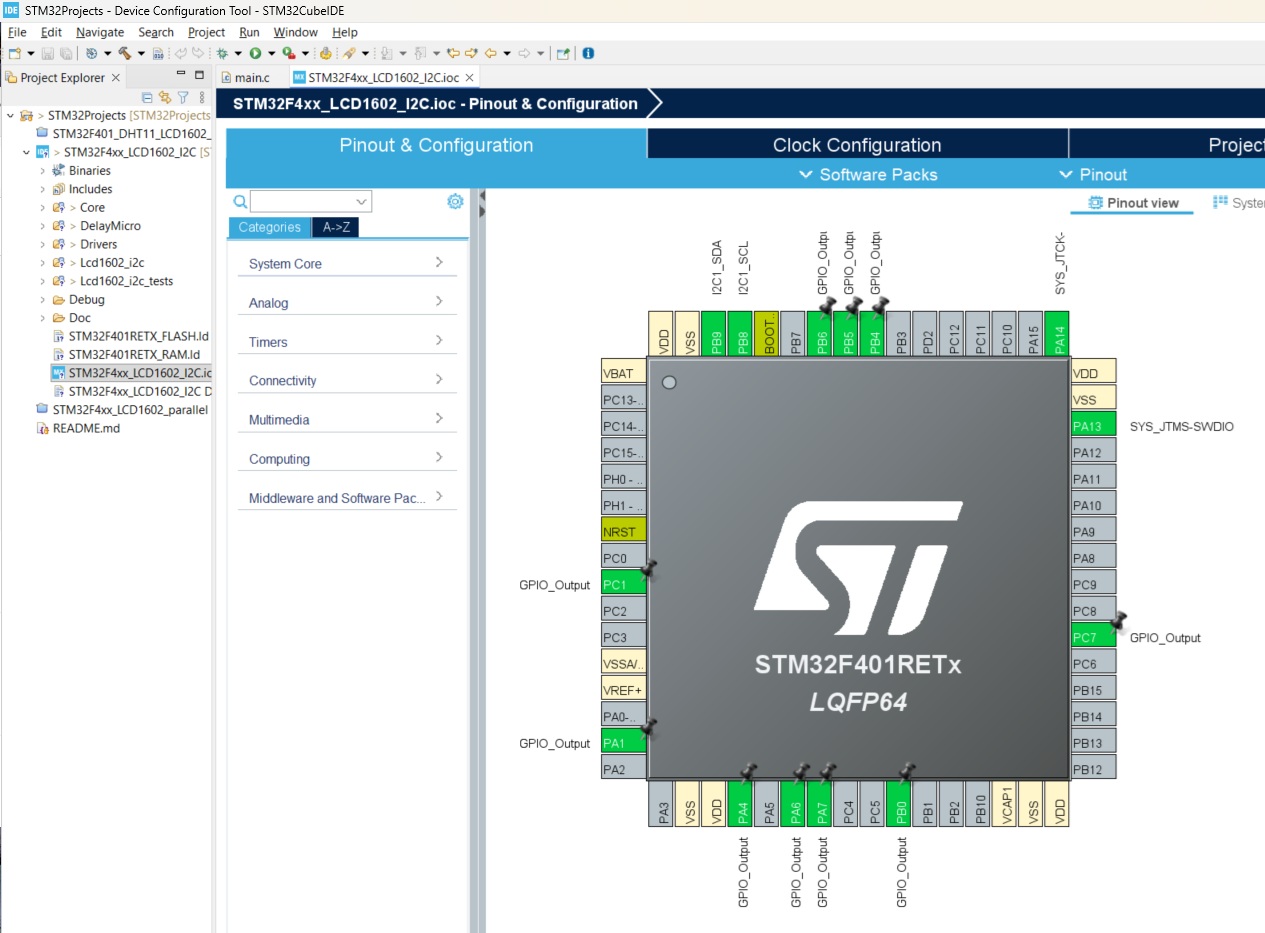 IDE STM32Projects - Device Configuration Tool - STM32CubeIDE
File Edit Navigate Search Project Run Window Help
Project Explorer
main.c
MX STM32F4xx_LCD1602_I2C.ioc
STM32F4xx_LCD1602_I2C.ioc - Pinout & Configuration
> STM32Projects [STM32Projects
STM32F401_DHT11_LCD1602_
> STM32F4xx_LCD1602_I2C [S
Binaries
Includes
> Core
> DelayMicro
> Drivers
> Lcd1602_i2c
> Lcd1602_i2c_tests
Debug
Doc
STM32F401RETX_FLASH.ld
STM32F401RETX_RAM.ld
MX STM32F4xx_LCD1602_I2C.ic
STM32F4xx_LCD1602_I2C D
STM32F4xx_LCD1602_parallel
README.md
Pinout & Configuration
Clock Configuration
Project
Software Packs
Pinout
Pinout view
Syste
Categories
A->Z
System Core
Analog
Timers
Connectivity
Multimedia
Computing
Middleware and Software Pac...
I2C1_SDA
I2C1_SCL
GPIO_Outpu
GPIO_Outpu
GPIO_Outpu
SYS_JTCK-
VDD
VSS
PB9
PB8
BOOT..
PB7
PB6
PB5
PB4
PB3
PD2
PC12
PC11
PC10
PA15
PA14
VBAT
PC13-..
PC14-..
PC15-..
PH0 - ..
PH1 - ..
NRST
PC0
GPIO_Output
PC1
PC2
PC3
VSSA/..
VREF+
PA0-..
GPIO_Output
PA1
PA2
ST
STM32F401RETx
LQFP64
VDD
VSS
PA13
SYS_JTMS-SWDIO
PA12
PA11
PA10
PA9
PA8
PC9
PC8
PC7
GPIO_Output
PC6
PB15
PB14
PB13
PB12
PA3
VSS
VDD
PA4
PA5
PA6
PA7
PC4
PC5
PB0
PB1
PB2
PB10
VCAP1
VSS
VDD
GPIO_Output
GPIO_Output
GPIO_Output
GPIO_Output